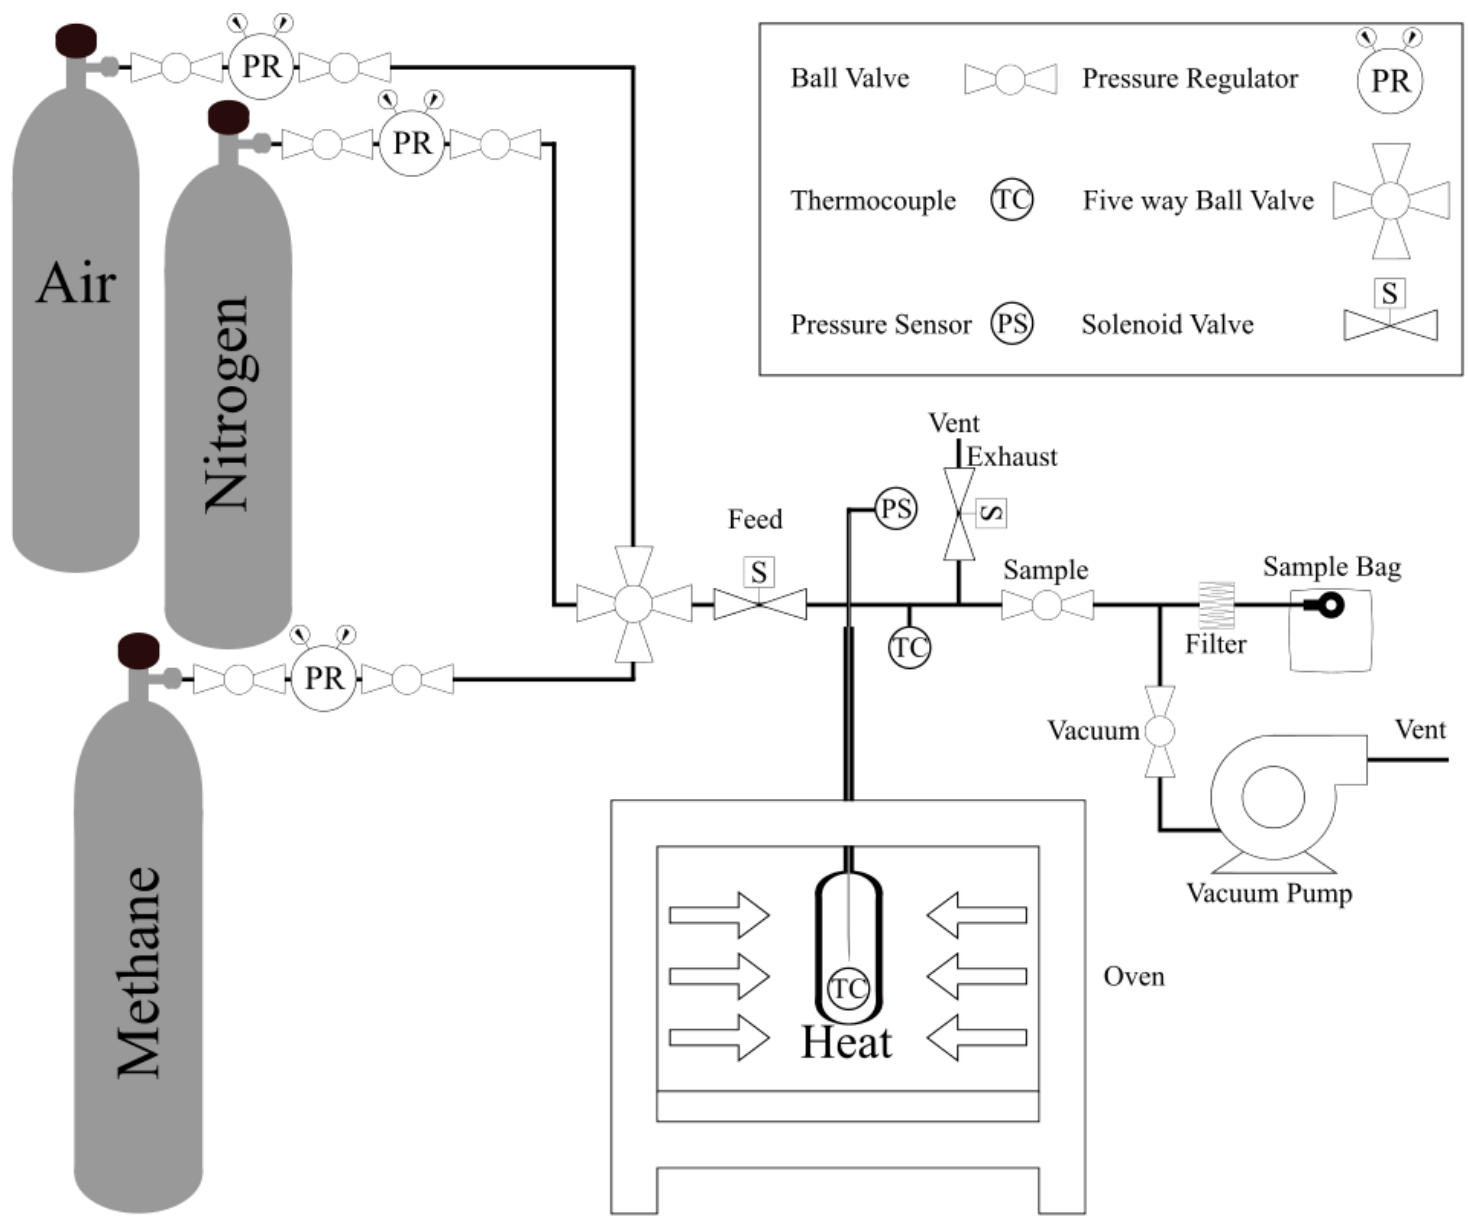 PR
PR
Air
Nitrogen
Ball Valve
Pressure Regulator
PR
Thermocouple
TC
Five way Ball Valve
Pressure Sensor
PS
Solenoid Valve
S
Vent
Exhaust
S
PS
Feed
S
Sample
Sample Bag
TC
Filter
PR
Vacuum
Vent
Vacuum Pump
Methane
TC
Heat
Oven